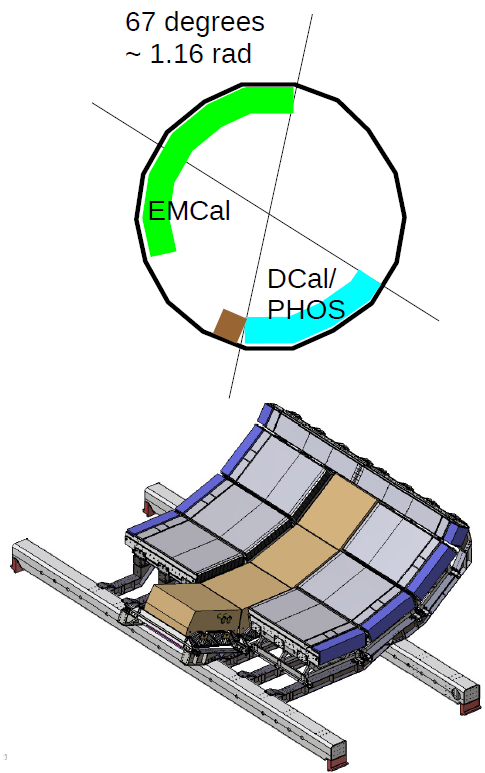 67 degrees
~ 1.16 rad
EMCal
DCal/
PHOS